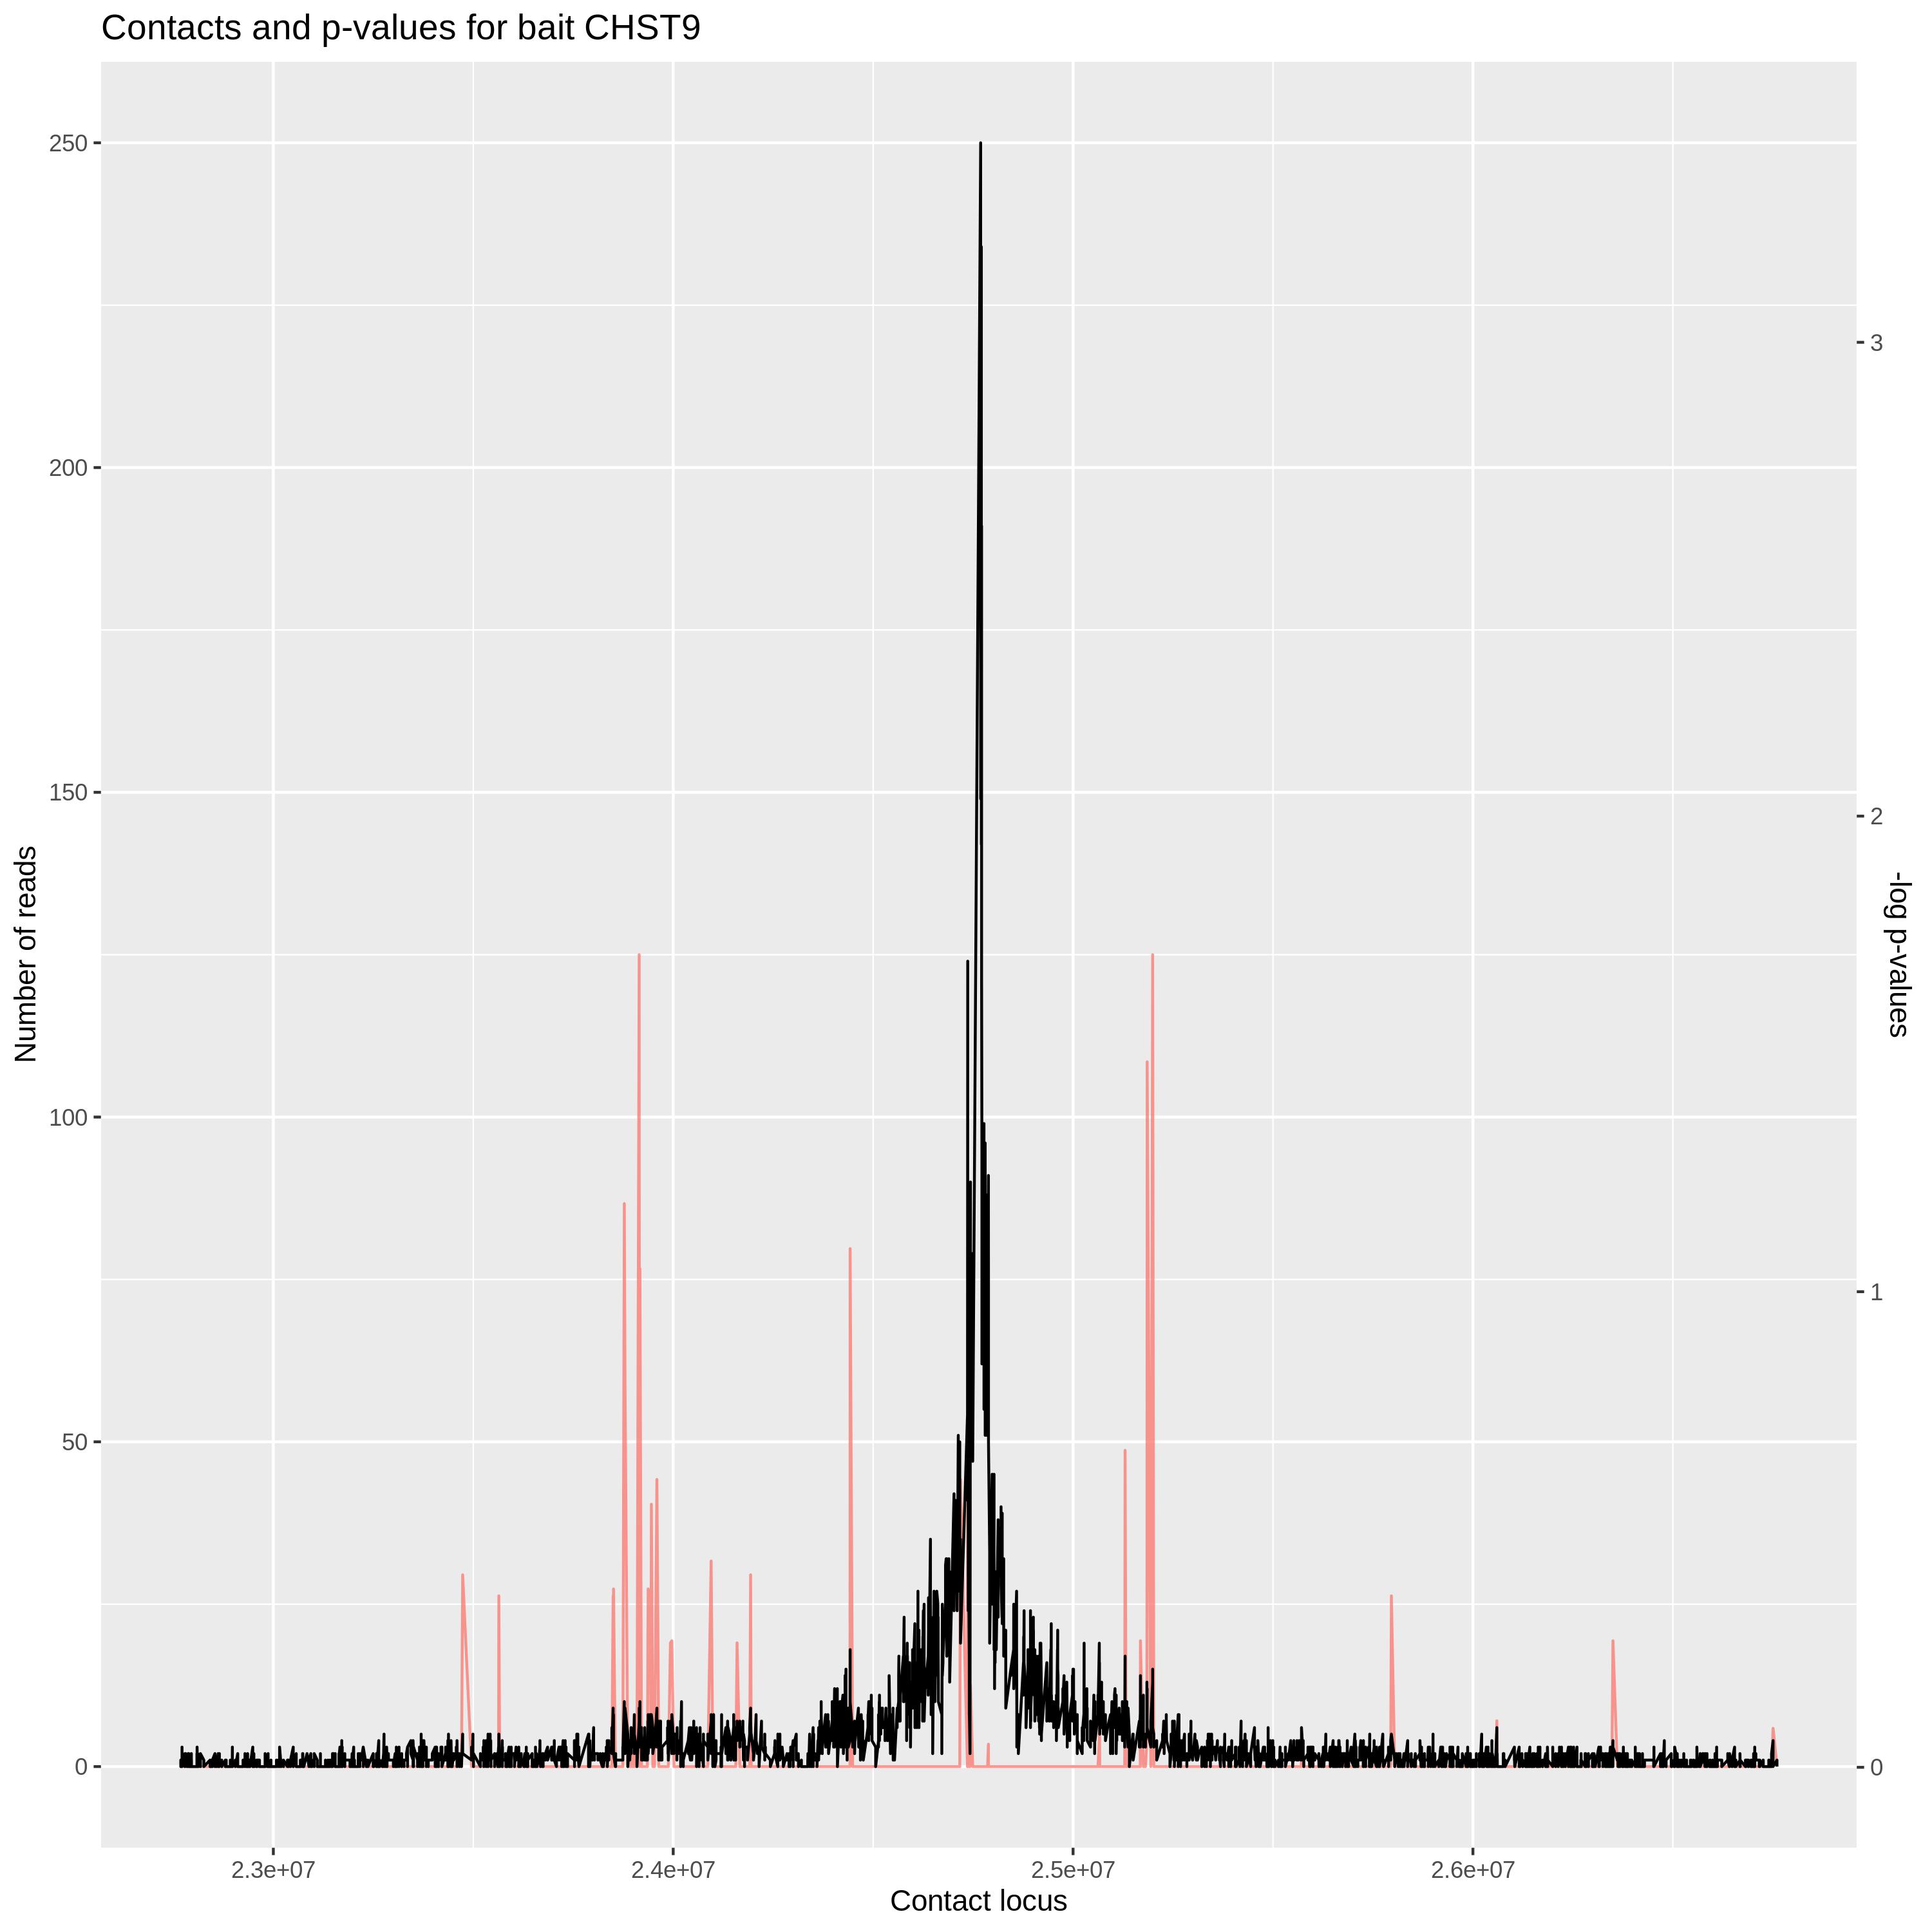 Contacts and p-values for bait CHST9
250
200
150
100
50
0
Number of reads
3
2
1
0
-log p-values
2.3e+07
2.4e+07
2.5e+07
2.6e+07
Contact locus